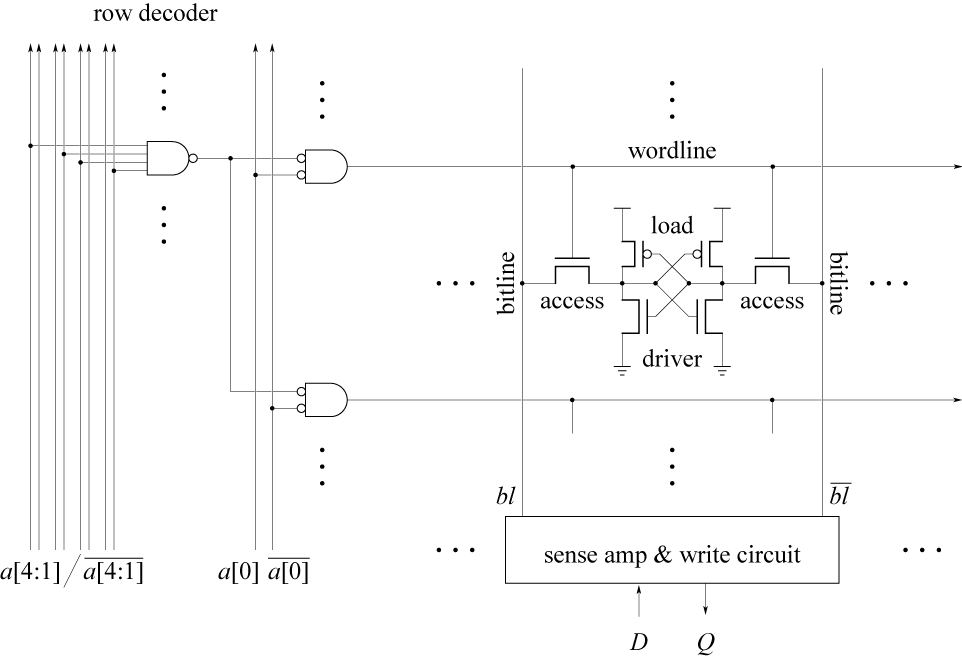 row decoder
wordline
load
bitline
bitline
access
access
driver
bl
b̅l̅
sense amp & write circuit
a[4:1]/a̅[̅4̅:̅1̅]̅
a[0] a̅[̅0̅]̅
D
Q